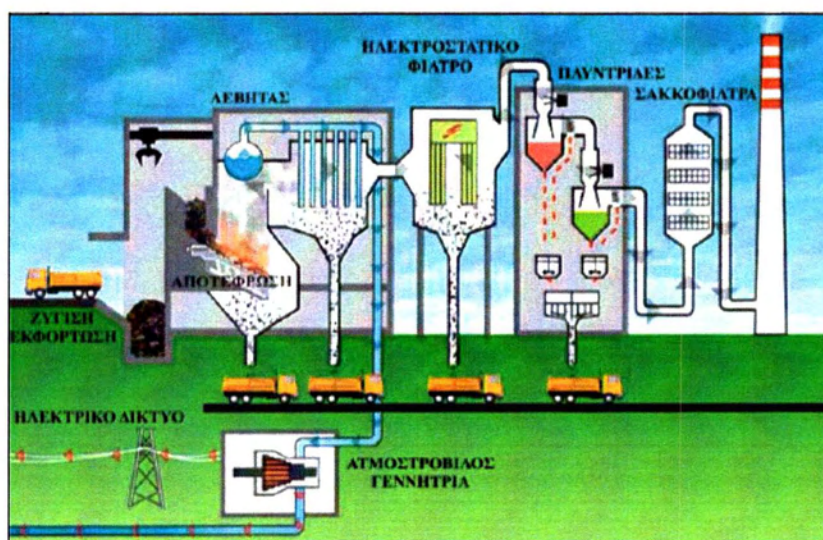 ΗΛΕΚΤΡΟΣΤΑΤΙΚΟ
ΦΙΛΤΡΟ
ΠΛΥΝΤΡΙΔΕΣ
ΣΑΚΚΟΦΙΛΤΡΑ
ΛΕΒΗΤΑΣ
ΑΠΟΤΕΦΡΩΣΗ
ΖΥΓΙΣΗ
ΕΚΦΟΡΤΩΣΗ
ΗΛΕΚΤΡΙΚΟ ΔΙΚΤΥΟ
ΑΤΜΟΣΤΡΟΒΙΛΟΣ
ΓΕΝΝΗΤΡΙΑ